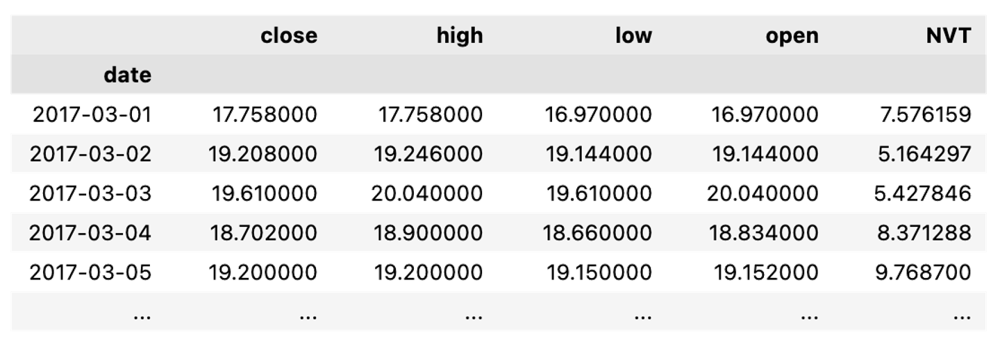 close high low open NVT
date
2017-03-01 17.758000 17.758000 16.970000 16.970000 7.576159
2017-03-02 19.208000 19.246000 19.144000 19.144000 5.164297
2017-03-03 19.610000 20.040000 19.610000 20.040000 5.427846
2017-03-04 18.702000 18.900000 18.660000 18.834000 8.371288
2017-03-05 19.200000 19.200000 19.150000 19.152000 9.768700
... ... ... ... ... ...